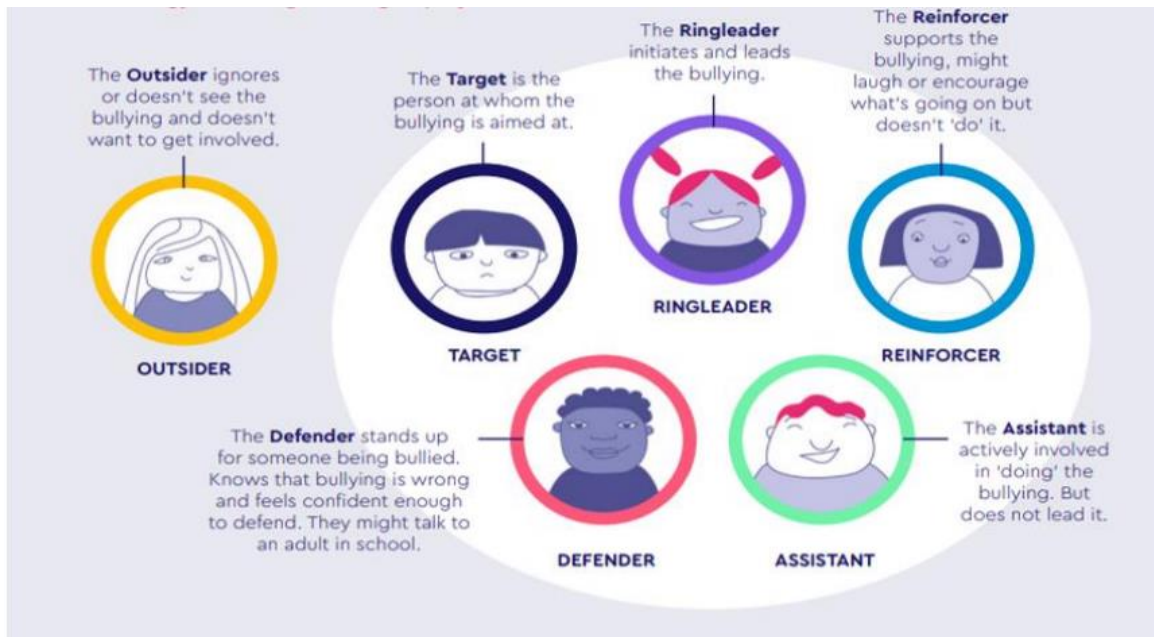 The Outsider ignores
or doesn't see the
bullying and doesn't
want to get involved.
OUTSIDER
The Target is the
person at whom the
bullying is aimed at.
TARGET
The Ringleader
initiates and leads
the bullying.
RINGLEADER
The Reinforcer
supports the
bullying, might
laugh or encourage
what's going on but
doesn't 'do' it.
REINFORCER
The Defender stands up
for someone being bullied.
Knows that bullying is wrong
and feels confident enough
to defend. They might talk to
an adult in school.
DEFENDER
The Assistant is
actively involved
in 'doing' the
bullying. But
does not lead it.
ASSISTANT